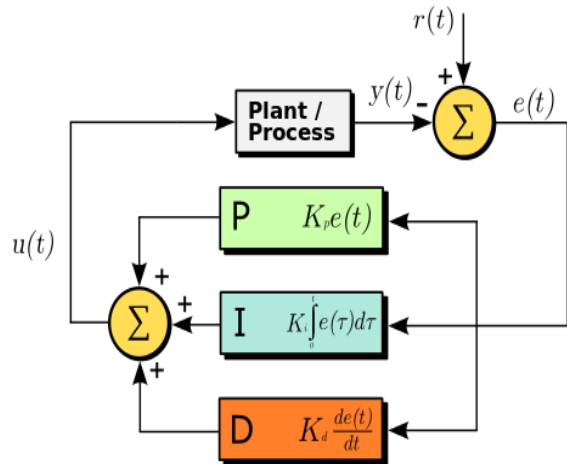 r(t)
+
Plant / Process
y(t)
-
Σ
e(t)
P K_p e(t)
u(t)
+
Σ
+
I K_i ∫_0^t e(τ)dτ
+
D K_d de(t)/dt